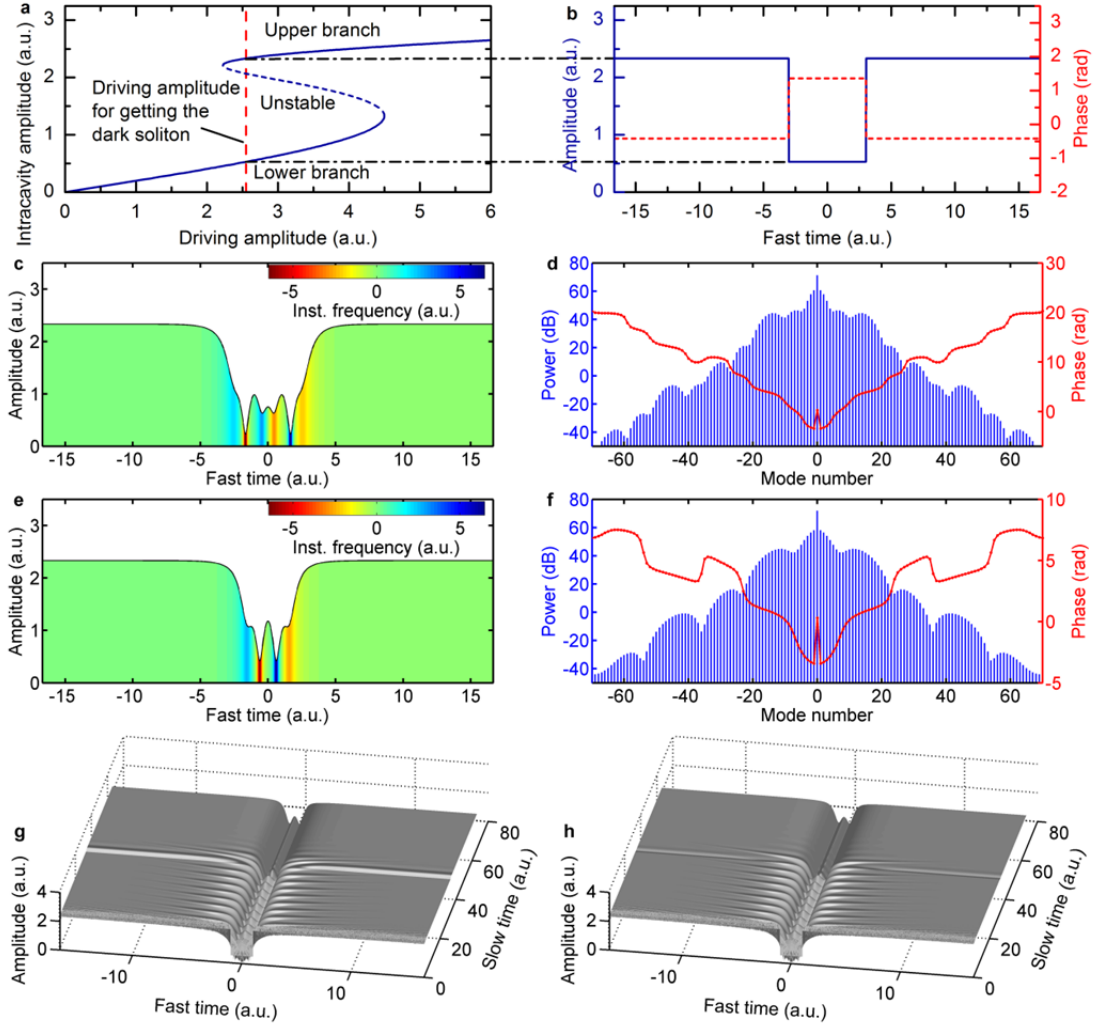 a
Intracavity amplitude (a.u.)
3
2
1
0
Upper branch
Driving amplitude
for getting the
dark soliton
Unstable
Lower branch
0 1 2 3 4 5 6
Driving amplitude (a.u.)
b
Amplitude (a.u.)
3
2
1
0
3
2
1
0
-1
-2
Phase (rad)
-15 -10 -5 0 5 10 15
Fast time (a.u.)
c
Amplitude (a.u.)
3
2
1
0
-5 0 5
Inst. frequency (a.u.)
-15 -10 -5 0 5 10 15
Fast time (a.u.)
d
Power (dB)
80
60
40
20
0
-20
-40
30
20
10
0
Phase (rad)
-60 -40 -20 0 20 40 60
Mode number
e
Amplitude (a.u.)
3
2
1
0
-5 0 5
Inst. frequency (a.u.)
-15 -10 -5 0 5 10 15
Fast time (a.u.)
f
Power (dB)
80
60
40
20
0
-20
-40
10
5
0
-5
Phase (rad)
-60 -40 -20 0 20 40 60
Mode number
g
Amplitude (a.u.)
4
2
0
-10 0 10
Fast time (a.u.)
0 20 40 60 80
Slow time (a.u.)
h
Amplitude (a.u.)
4
2
0
-10 0 10
Fast time (a.u.)
0 20 40 60 80
Slow time (a.u.)